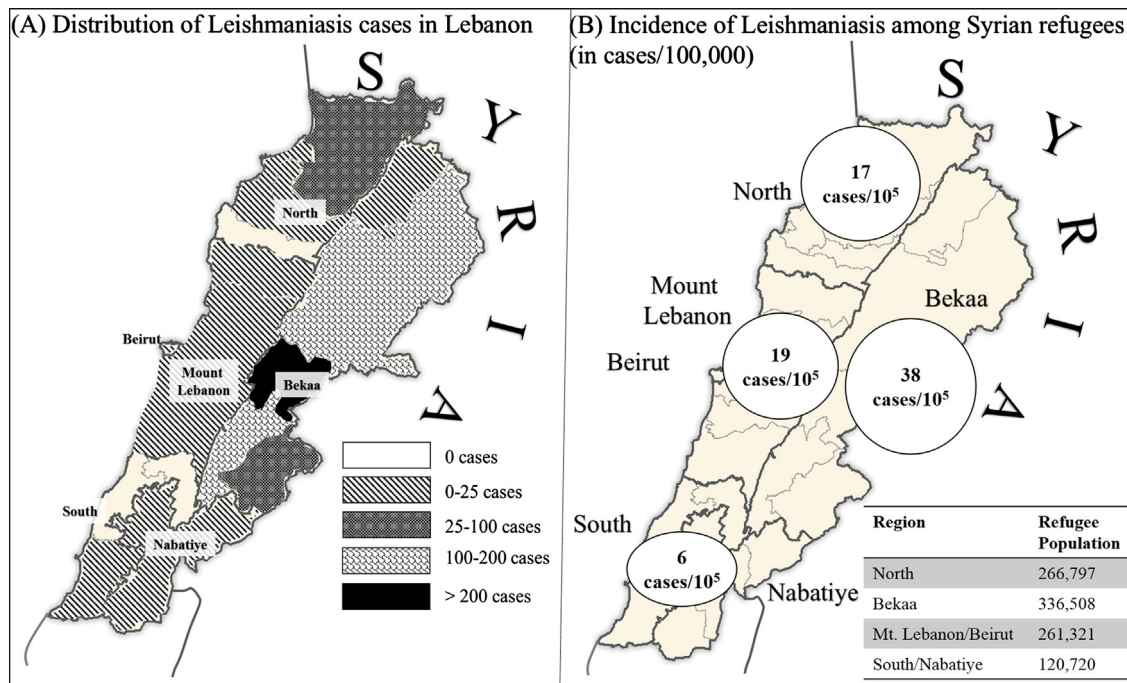 (A) Distribution of Leishmaniasis cases in Lebanon
S
Y
R
I
A
North
Beirut
Mount
Lebanon
Bekaa
South
Nabatiye
0 cases
0-25 cases
25-100 cases
100-200 cases
> 200 cases
(B) Incidence of Leishmaniasis among Syrian refugees
(in cases/100,000)
S
Y
R
I
A
North
17
cases/10⁵
Mount
Lebanon
Bekaa
Beirut
19
cases/10⁵
38
cases/10⁵
South
6
cases/10⁵
Nabatiye
Region Refugee
Population
North 266,797
Bekaa 336,508
Mt. Lebanon/Beirut 261,321
South/Nabatiye 120,720